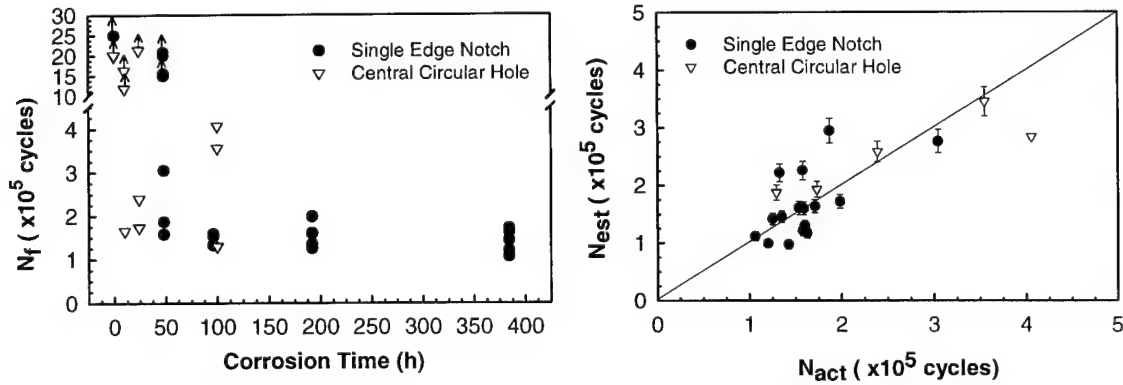 30
25
20
15
10
4
3
2
1
0
N_f ( x10^5 cycles)
Single Edge Notch
Central Circular Hole
0 50 100 150 200 250 300 350 400
Corrosion Time (h)
5
4
3
2
1
0
N_est ( x10^5 cycles)
Single Edge Notch
Central Circular Hole
0 1 2 3 4 5
N_act ( x10^5 cycles)